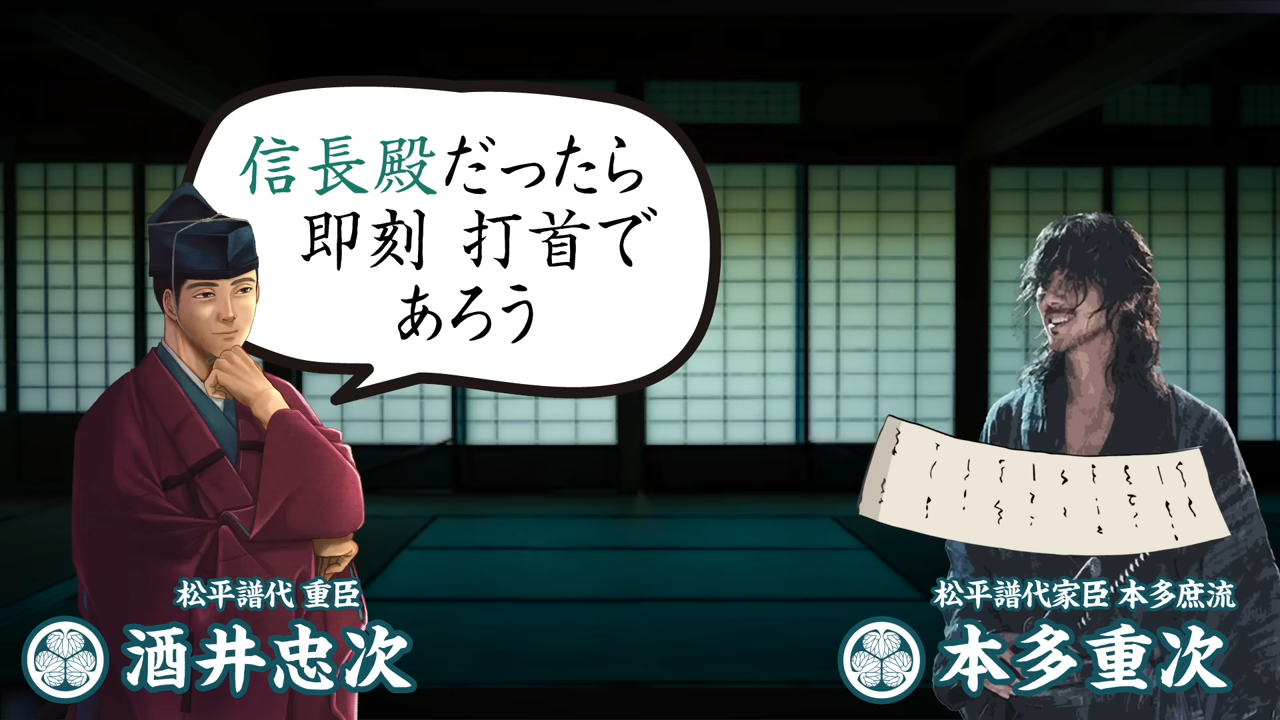 信長殿だったら
即刻 打首で
あろう
松平譜代 重臣
酒井忠次
松平譜代家臣 本多庶流
本多重次